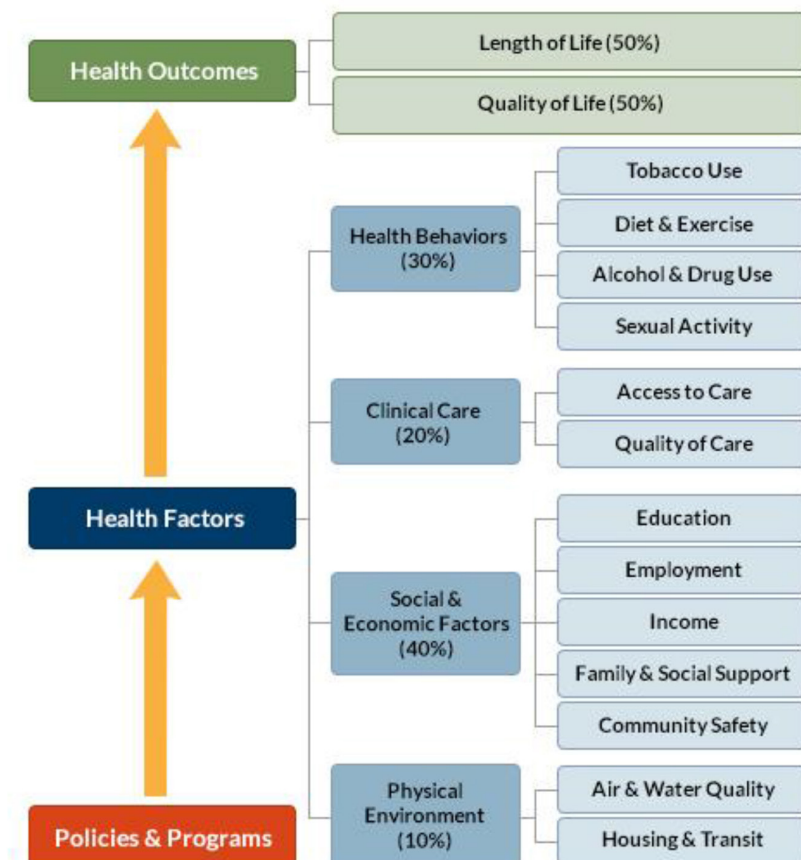 Health Outcomes
Length of Life (50%)
Quality of Life (50%)
Health Behaviors
(30%)
Tobacco Use
Diet & Exercise
Alcohol & Drug Use
Sexual Activity
Clinical Care
(20%)
Access to Care
Quality of Care
Health Factors
Social &
Economic Factors
(40%)
Education
Employment
Income
Family & Social Support
Community Safety
Physical
Environment
(10%)
Air & Water Quality
Housing & Transit
Policies & Programs